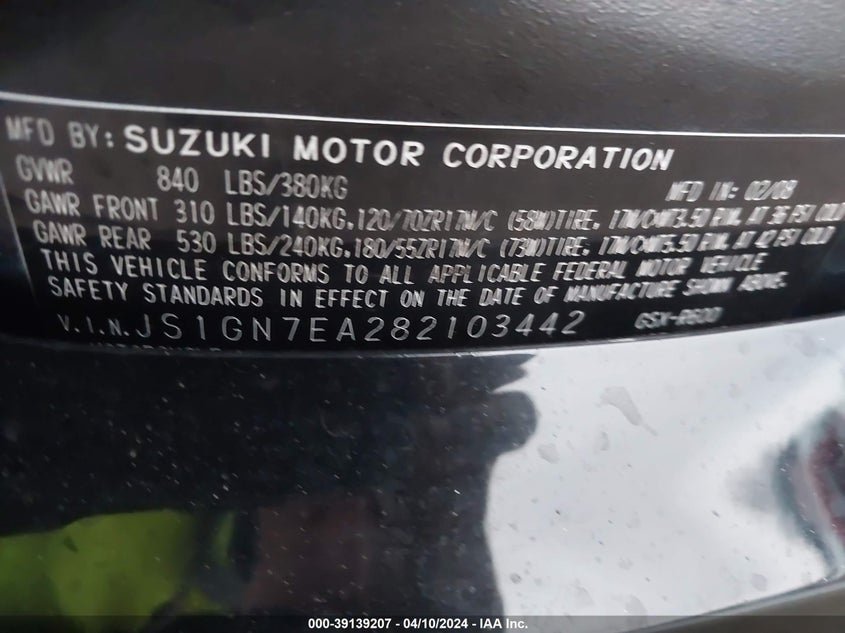 MFD BY: SUZUKI MOTOR CORPORATION
GVWR 840 LBS/380KG MFD IN: 02/08
GAWR FRONT 310 LBS/140KG.120/70ZR17M/C (58W)TIRE. 17M/C×MT3.50 RIM. AT 36 PSI COLD
GAWR REAR 530 LBS/240KG.180/55ZR17M/C (73W)TIRE. 17M/C×MT5.50 RIM. AT 42 PSI COLD
THIS VEHICLE CONFORMS TO ALL APPLICABLE FEDERAL MOTOR VEHICLE
SAFETY STANDARDS IN EFFECT ON THE DATE OF MANUFACTURE SHOWN ABOVE.
V.I.N. JS1GN7EA282103442 GSX-R600
000-39139207 - 04/10/2024 - IAA Inc.